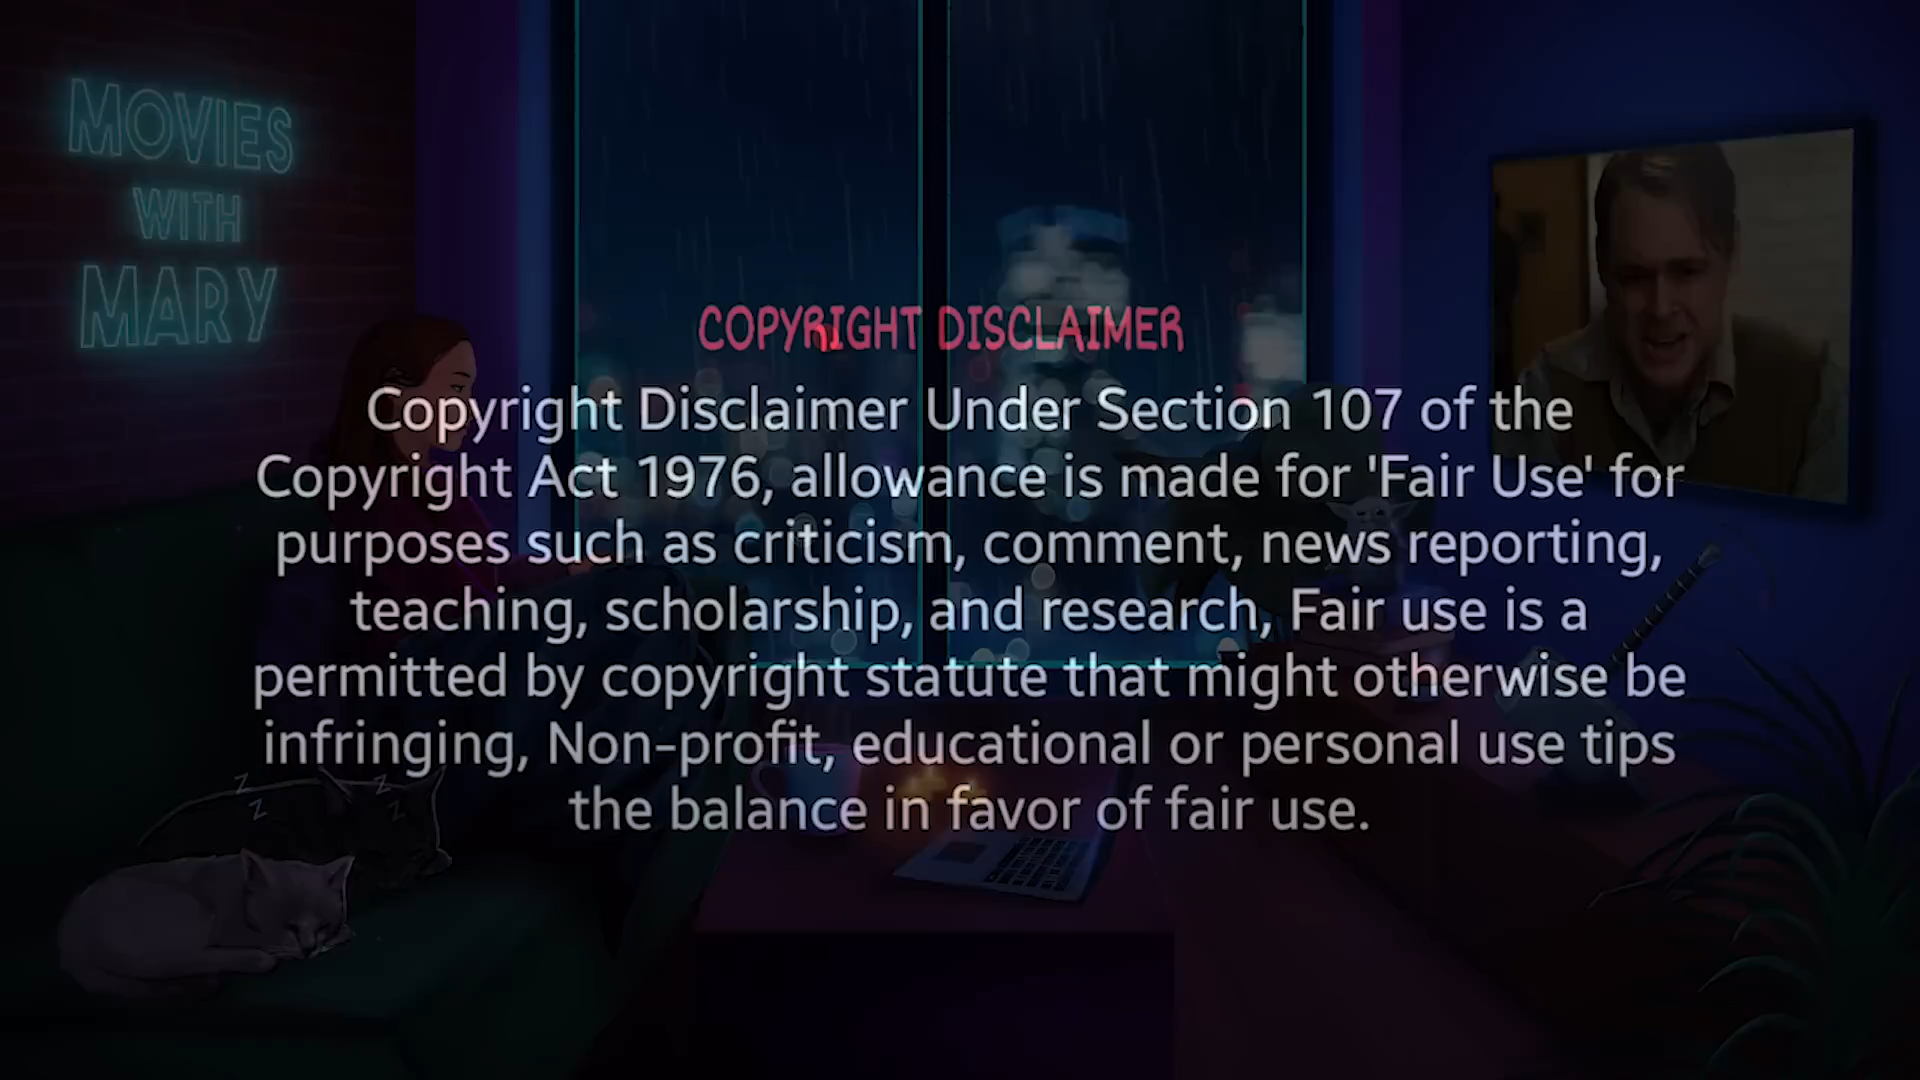 MOVIES
WITH
MARY
COPYRIGHT DISCLAIMER
Copyright Disclaimer Under Section 107 of the
Copyright Act 1976, allowance is made for 'Fair Use' for
purposes such as criticism, comment, news reporting,
teaching, scholarship, and research, Fair use is a
permitted by copyright statute that might otherwise be
infringing, Non-profit, educational or personal use tips
the balance in favor of fair use.
z
z
z
z